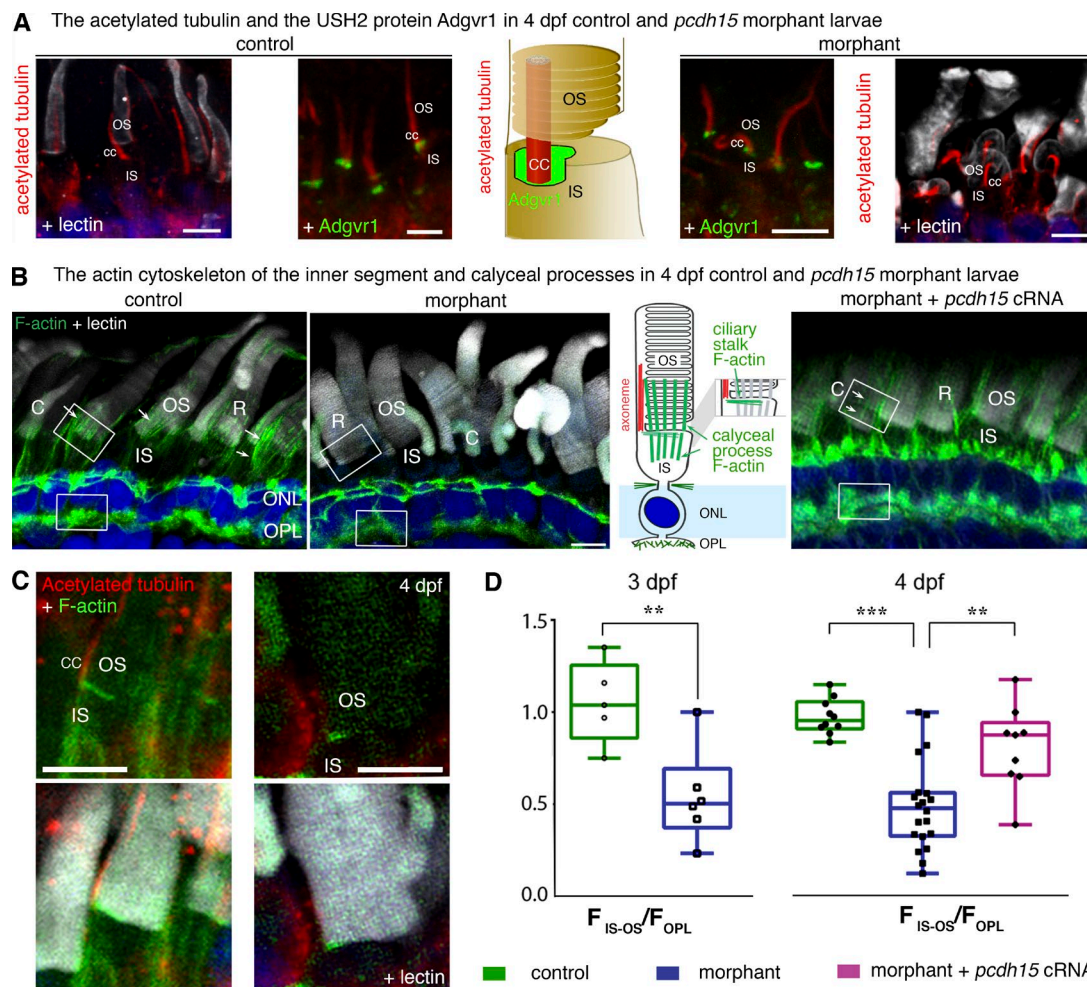 A The acetylated tubulin and the USH2 protein Adgvr1 in 4 dpf control and pcdh15 morphant larvae
control
morphant
acetylated tubulin
OS
cc
IS
+ lectin
acetylated tubulin
OS
cc
IS
+ Adgvr1
acetylated tubulin
OS
CC
IS
Adgvr1
OS
cc
IS
+ Adgvr1
acetylated tubulin
OS
cc
IS
+ lectin
B The actin cytoskeleton of the inner segment and calyceal processes in 4 dpf control and pcdh15 morphant larvae
control
morphant
morphant + pcdh15 cRNA
F-actin + lectin
C
OS
R
IS
ONL
OPL
R
OS
C
IS
OS
axoneme
ciliary
stalk
F-actin
calyceal
process
F-actin
IS
ONL
OPL
C
R
OS
IS
C
Acetylated tubulin
+ F-actin
CC
OS
IS
4 dpf
OS
IS
+ lectin
D
3 dpf
4 dpf
**
***
**
1.5
1.0
0.5
0.0
F IS-OS/F OPL
F IS-OS/F OPL
control
morphant
morphant + pcdh15 cRNA